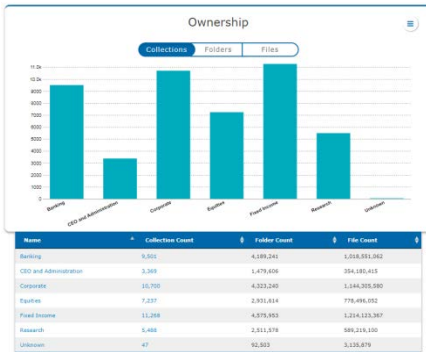 Ownership
Collections Folders Files
11.0k
10.0k
9000
8000
7000
6000
5000
4000
3000
2000
1000
0
Banking
CEO and Administration
Corporate
Equities
Fixed Income
Research
Unknown
Name Collection Count Folder Count File Count
Banking 9,501 4,189,241 1,018,551,062
CEO and Administration 3,369 1,479,606 354,180,415
Corporate 10,700 4,323,240 1,144,305,580
Equities 7,237 2,931,614 778,496,052
Fixed Income 11,268 4,575,953 1,214,123,367
Research 5,488 2,511,579 589,219,100
Unknown 47 92,503 3,135,879